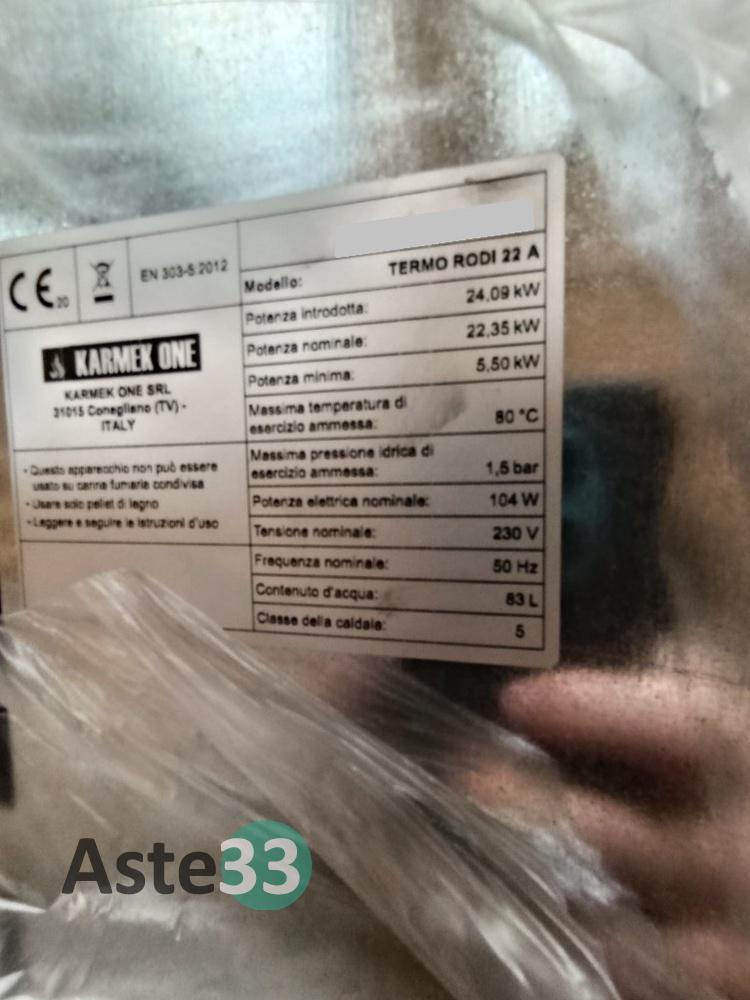 CE 20
EN 303-5:2012
KARMEK ONE
KARMEK ONE SRL
31015 Conegliano (TV) -
ITALY
• Questo apparecchio non può essere
usato su canna fumaria condivisa
• Usare solo pellet di legno
• Leggere e seguire le istruzioni d'uso
Modello: TERMO RODI 22 A
Potenza introdotta: 24,09 kW
Potenza nominale: 22,35 kW
Potenza minima: 5,50 kW
Massima temperatura di
esercizio ammessa: 80 °C
Massima pressione idrica di
esercizio ammessa: 1,5 bar
Potenza elettrica nominale: 104 W
Tensione nominale: 230 V
Frequenza nominale: 50 Hz
Contenuto d'acqua: 83 L
Classe della caldaia: 5
Aste33